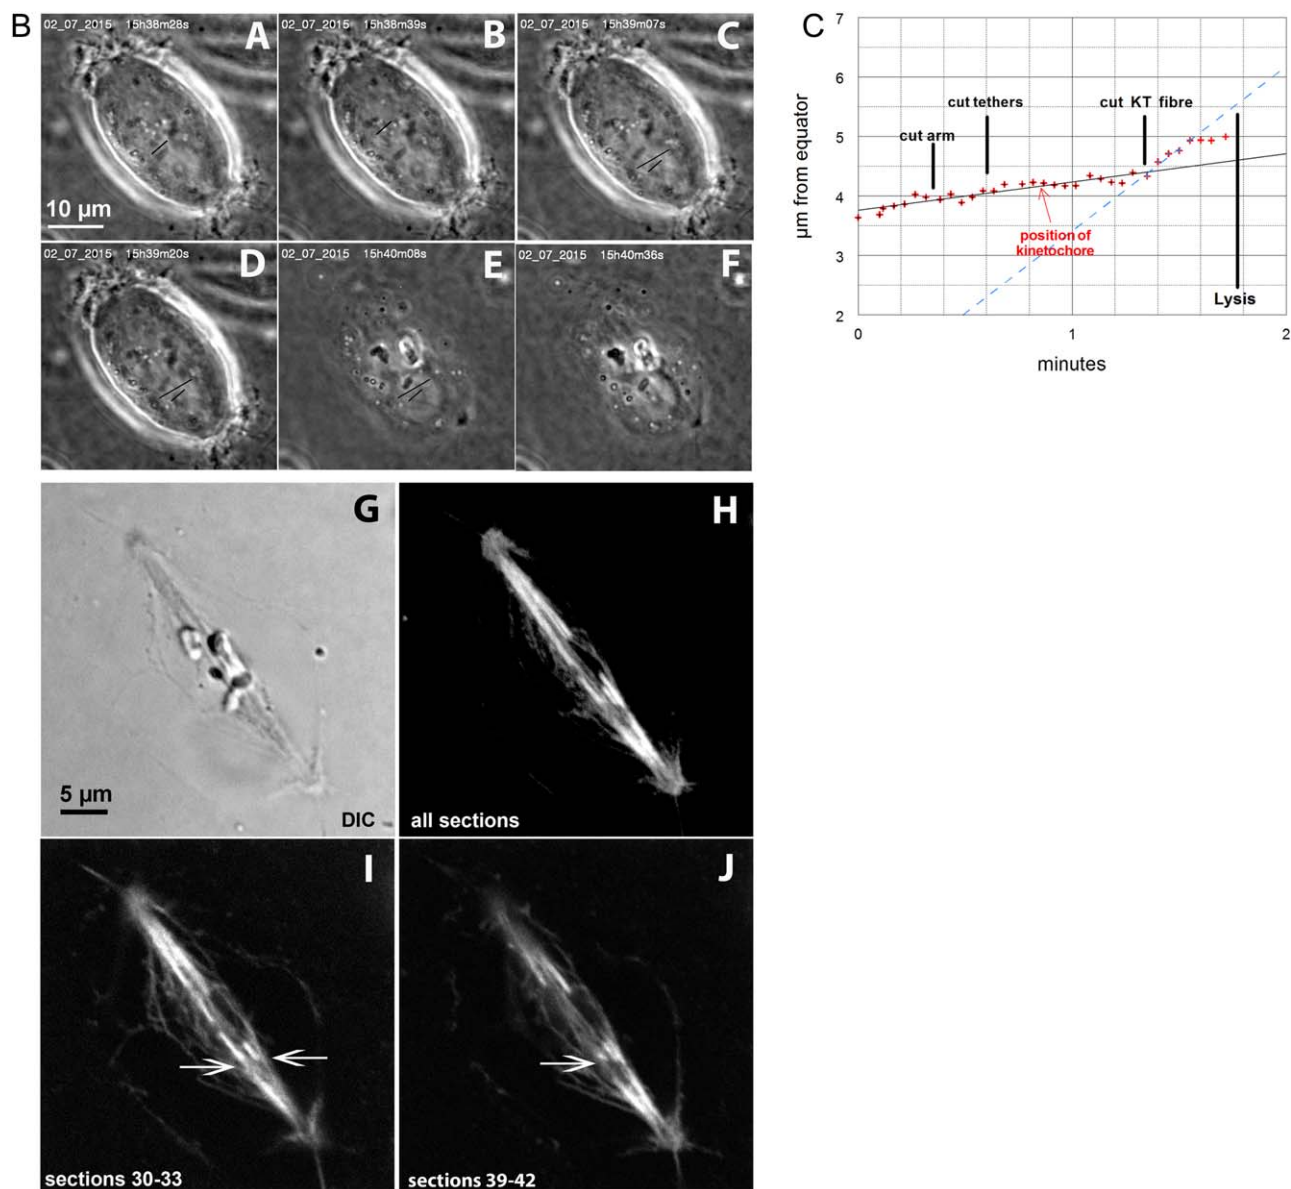 B
02_07_2015 15h38m28s
A
10 µm
02_07_2015 15h38m39s
B
02_07_2015 15h39m07s
C
02_07_2015 15h39m20s
D
02_07_2015 15h40m08s
E
02_07_2015 15h40m36s
F
G
5 µm
DIC
H
all sections
I
sections 30-33
J
sections 39-42
C
µm from equator
7
6
5
4
3
2
cut arm
cut tethers
cut KT fibre
position of
kinetochore
Lysis
0
1
2
minutes